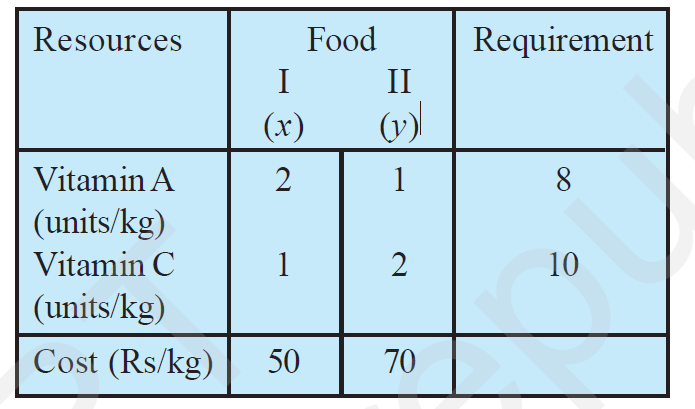 Resources Food Requirement
I II
(x) (y)
Vitamin A 2 1 8
(units/kg)
Vitamin C 1 2 10
(units/kg)
Cost (Rs/kg) 50 70